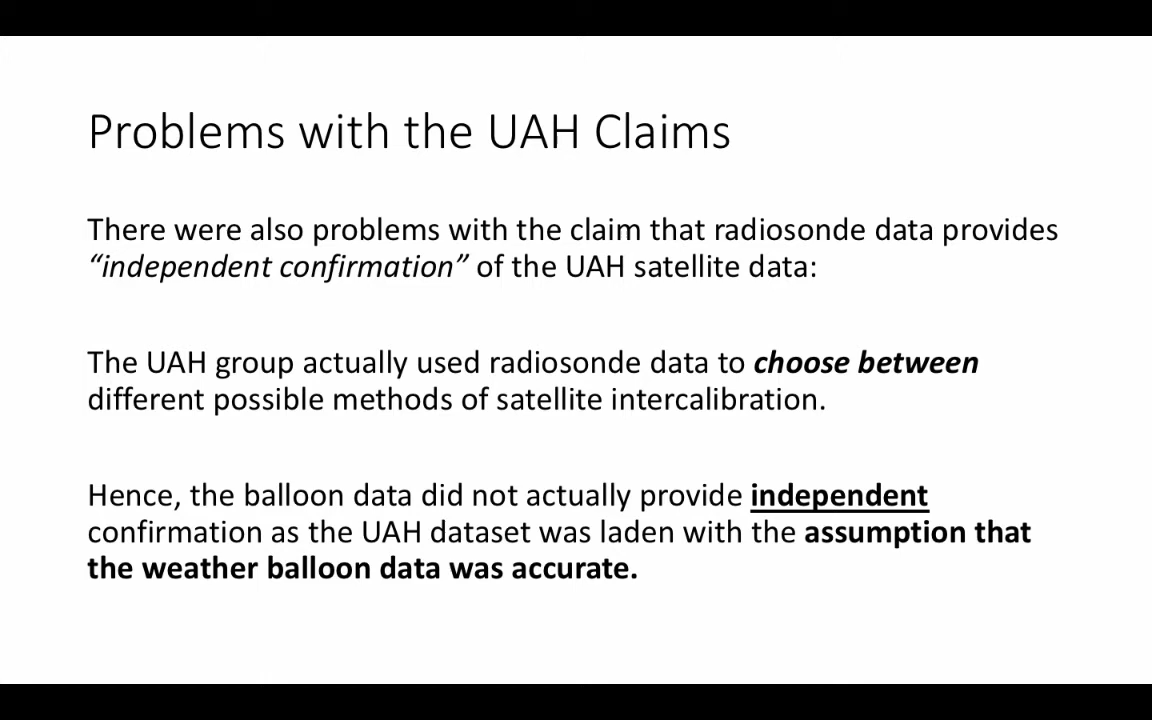 Problems with the UAH Claims
There were also problems with the claim that radiosonde data provides
“independent confirmation” of the UAH satellite data:
The UAH group actually used radiosonde data to choose between
different possible methods of satellite intercalibration.
Hence, the balloon data did not actually provide independent
confirmation as the UAH dataset was laden with the assumption that
the weather balloon data was accurate.